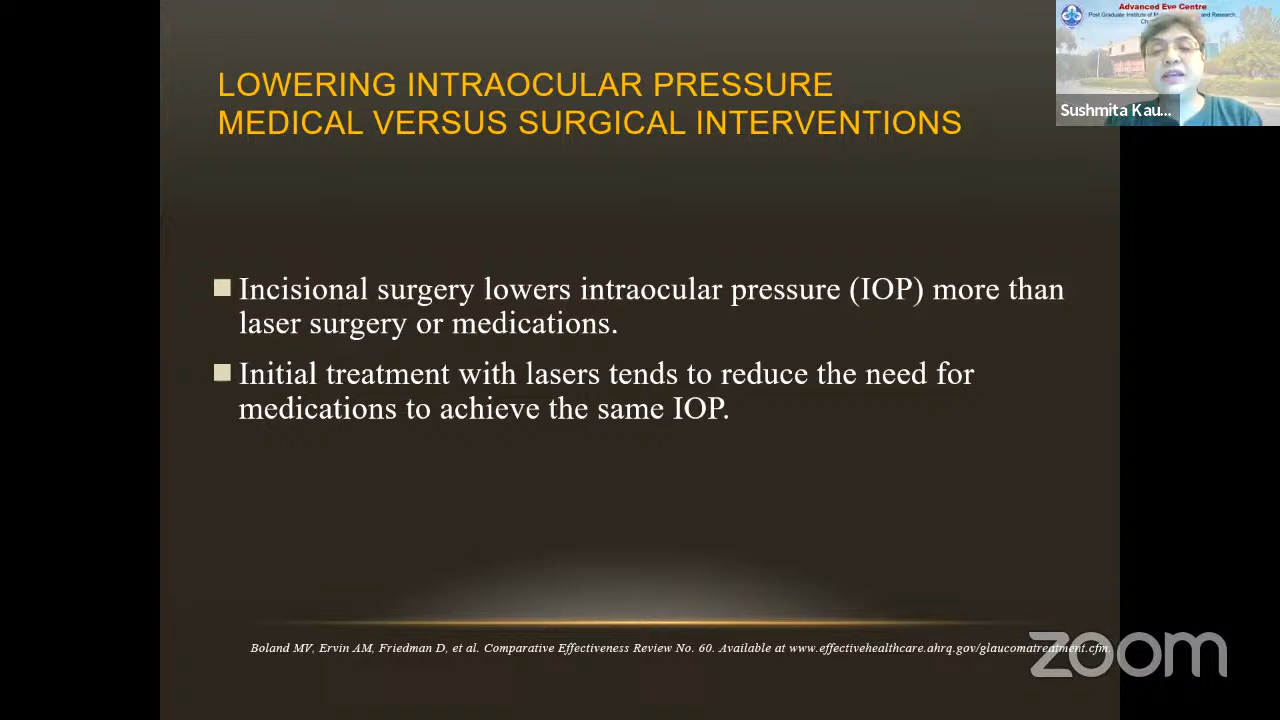 LOWERING INTRAOCULAR PRESSURE
MEDICAL VERSUS SURGICAL INTERVENTIONS
Incisional surgery lowers intraocular pressure (IOP) more than
laser surgery or medications.
Initial treatment with lasers tends to reduce the need for
medications to achieve the same IOP.
Boland MV, Ervin AM, Friedman D, et al. Comparative Effectiveness Review No. 60. Available at www.effectivehealthcare.ahrq.gov/glaucomatreatment.cfm.
Advanced Eye Centre
Post Graduate Institute of and Research
Sushmita Kau...
zoom